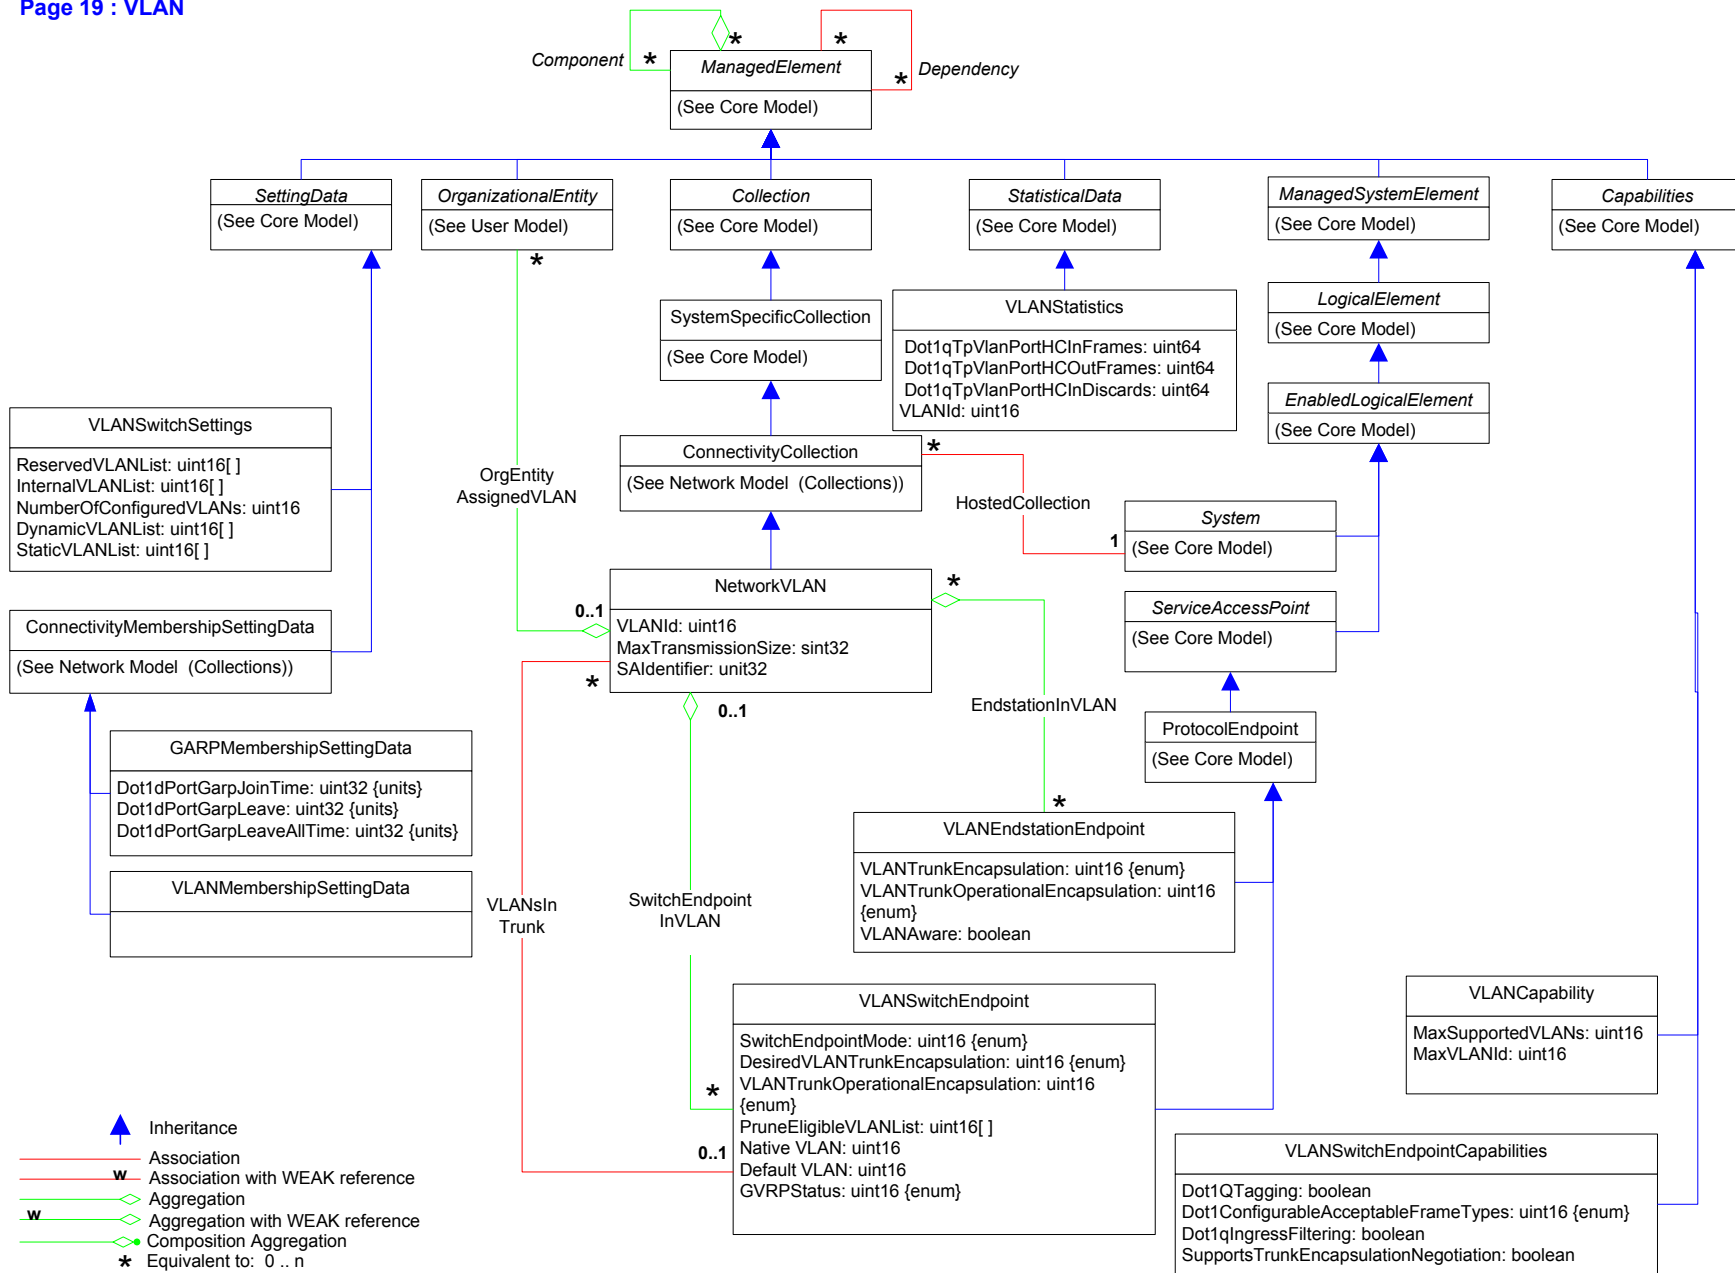 Page 19 : VLAN
Component
*
*
ManagedElement
(See Core Model)
*
*
Dependency
SettingData
(See Core Model)
OrganizationalEntity
(See User Model)
*
Collection
(See Core Model)
StatisticalData
(See Core Model)
ManagedSystemElement
(See Core Model)
Capabilities
(See Core Model)
SystemSpecificCollection
(See Core Model)
VLANStatistics
Dot1qTpVlanPortHCInFrames: uint64
Dot1qTpVlanPortHCOutFrames: uint64
Dot1qTpVlanPortHCInDiscards: uint64
VLANId: uint16
LogicalElement
(See Core Model)
EnabledLogicalElement
(See Core Model)
VLANSwitchSettings
ReservedVLANList: uint16[ ]
InternalVLANList: uint16[ ]
NumberOfConfiguredVLANs: uint16
DynamicVLANList: uint16[ ]
StaticVLANList: uint16[ ]
OrgEntity
AssignedVLAN
ConnectivityCollection
(See Network Model  (Collections))
*
HostedCollection
1
System
(See Core Model)
ConnectivityMembershipSettingData
(See Network Model  (Collections))
0..1
NetworkVLAN
VLANId: uint16
MaxTransmissionSize: sint32
SAIdentifier: unit32
*
*
0..1
EndstationInVLAN
ServiceAccessPoint
(See Core Model)
ProtocolEndpoint
(See Core Model)
GARPMembershipSettingData
Dot1dPortGarpJoinTime: uint32 {units}
Dot1dPortGarpLeave: uint32 {units}
Dot1dPortGarpLeaveAllTime: uint32 {units}
VLANMembershipSettingData
VLANsIn
Trunk
SwitchEndpoint
InVLAN
*
VLANEndstationEndpoint
VLANTrunkEncapsulation: uint16 {enum}
VLANTrunkOperationalEncapsulation: uint16
{enum}
VLANAware: boolean
VLANSwitchEndpoint
SwitchEndpointMode: uint16 {enum}
DesiredVLANTrunkEncapsulation: uint16 {enum}
VLANTrunkOperationalEncapsulation: uint16
{enum}
PruneEligibleVLANList: uint16[ ]
Native VLAN: uint16
Default VLAN: uint16
GVRPStatus: uint16 {enum}
*
0..1
VLANCapability
MaxSupportedVLANs: uint16
MaxVLANId: uint16
VLANSwitchEndpointCapabilities
Dot1QTagging: boolean
Dot1ConfigurableAcceptableFrameTypes: uint16 {enum}
Dot1qIngressFiltering: boolean
SupportsTrunkEncapsulationNegotiation: boolean
Inheritance
Association
w Association with WEAK reference
Aggregation
w Aggregation with WEAK reference
Composition Aggregation
* Equivalent to:  0 .. n